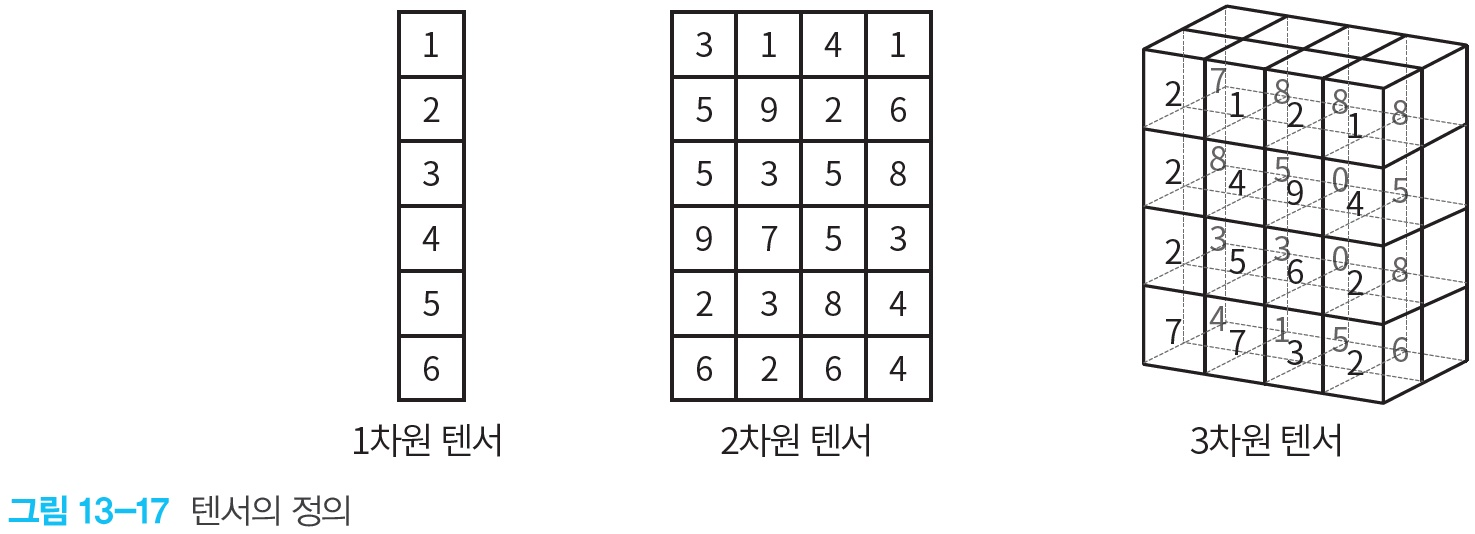 1
2
3
4
5
6
1차원 텐서
3 1 4 1
5 9 2 6
5 3 5 8
9 7 5 3
2 3 8 4
6 2 6 4
2차원 텐서
2 7 1 8 2 8 1 8
2 8 4 5 9 0 4 5
2 3 5 3 6 0 2 8
7 4 7 1 3 5 2 6
3차원 텐서
그림 13–17 텐서의 정의